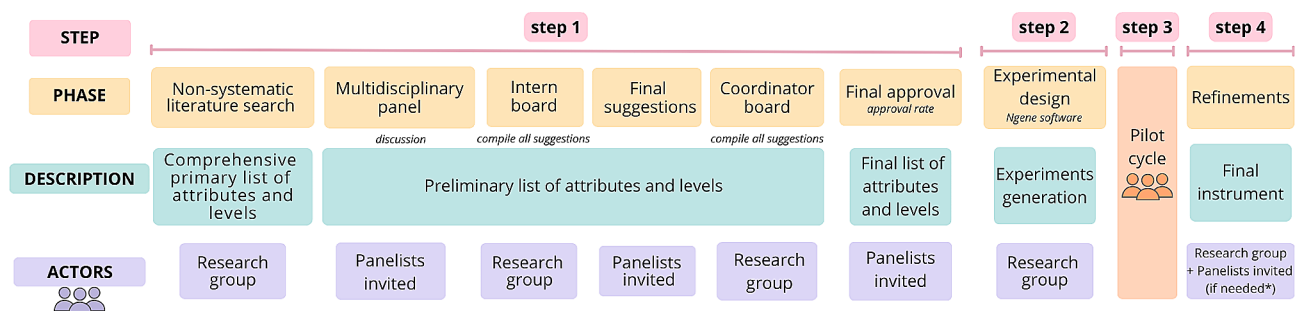 STEP
step 1
step 2
step 3
step 4
PHASE
Non-systematic
literature search
Multidisciplinary
panel
discussion
Intern
board
compile all suggestions
Final
suggestions
Coordinator
board
compile all suggestions
Final approval
approval rate
Experimental
design
Ngene software
Pilot
cycle
Refinements
DESCRIPTION
Comprehensive
primary list of
attributes and
levels
Preliminary list of attributes and levels
Final list of
attributes
and levels
Experiments
generation
Final
instrument
ACTORS
Research
group
Panelists
invited
Research
group
Panelists
invited
Research
group
Panelists
invited
Research
group
Research group
+ Panelists invited
(if needed*)